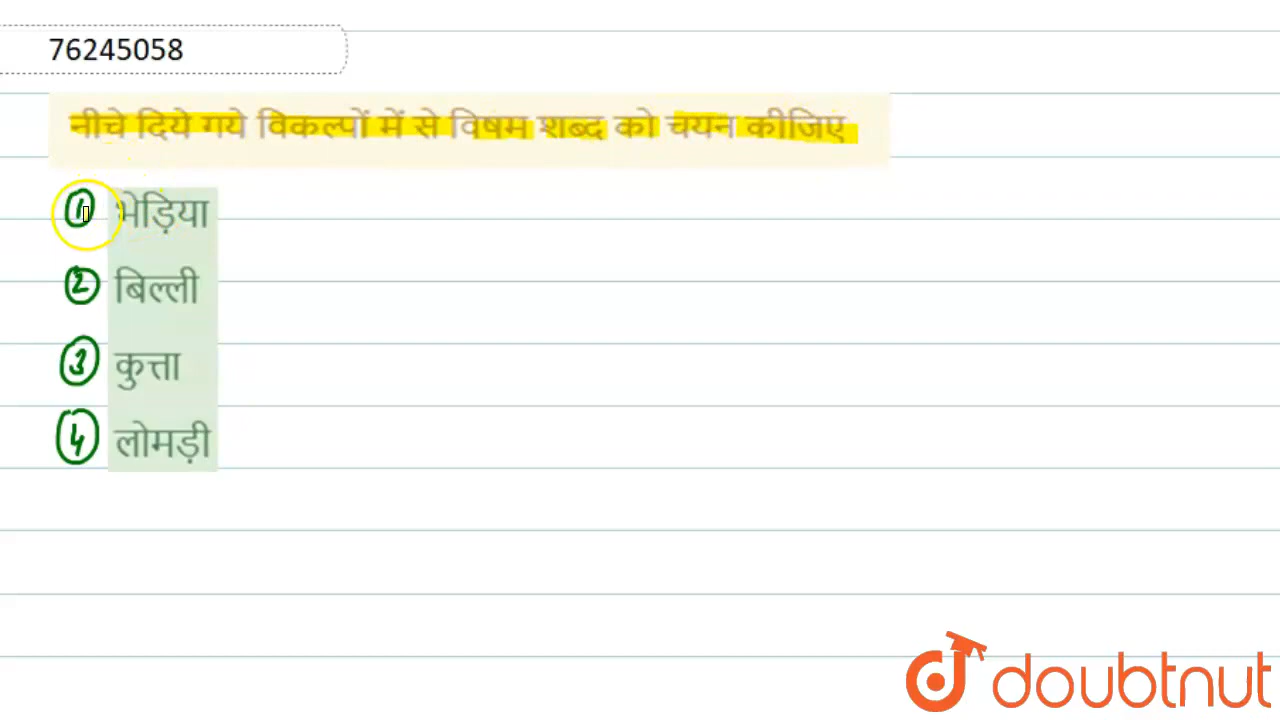 76245058
नीचे दिये गये विकल्पों में से विषम शब्द को चयन कीजिए
1 भेड़िया
2 बिल्ली
3 कुत्ता
4 लोमड़ी
doubtnut